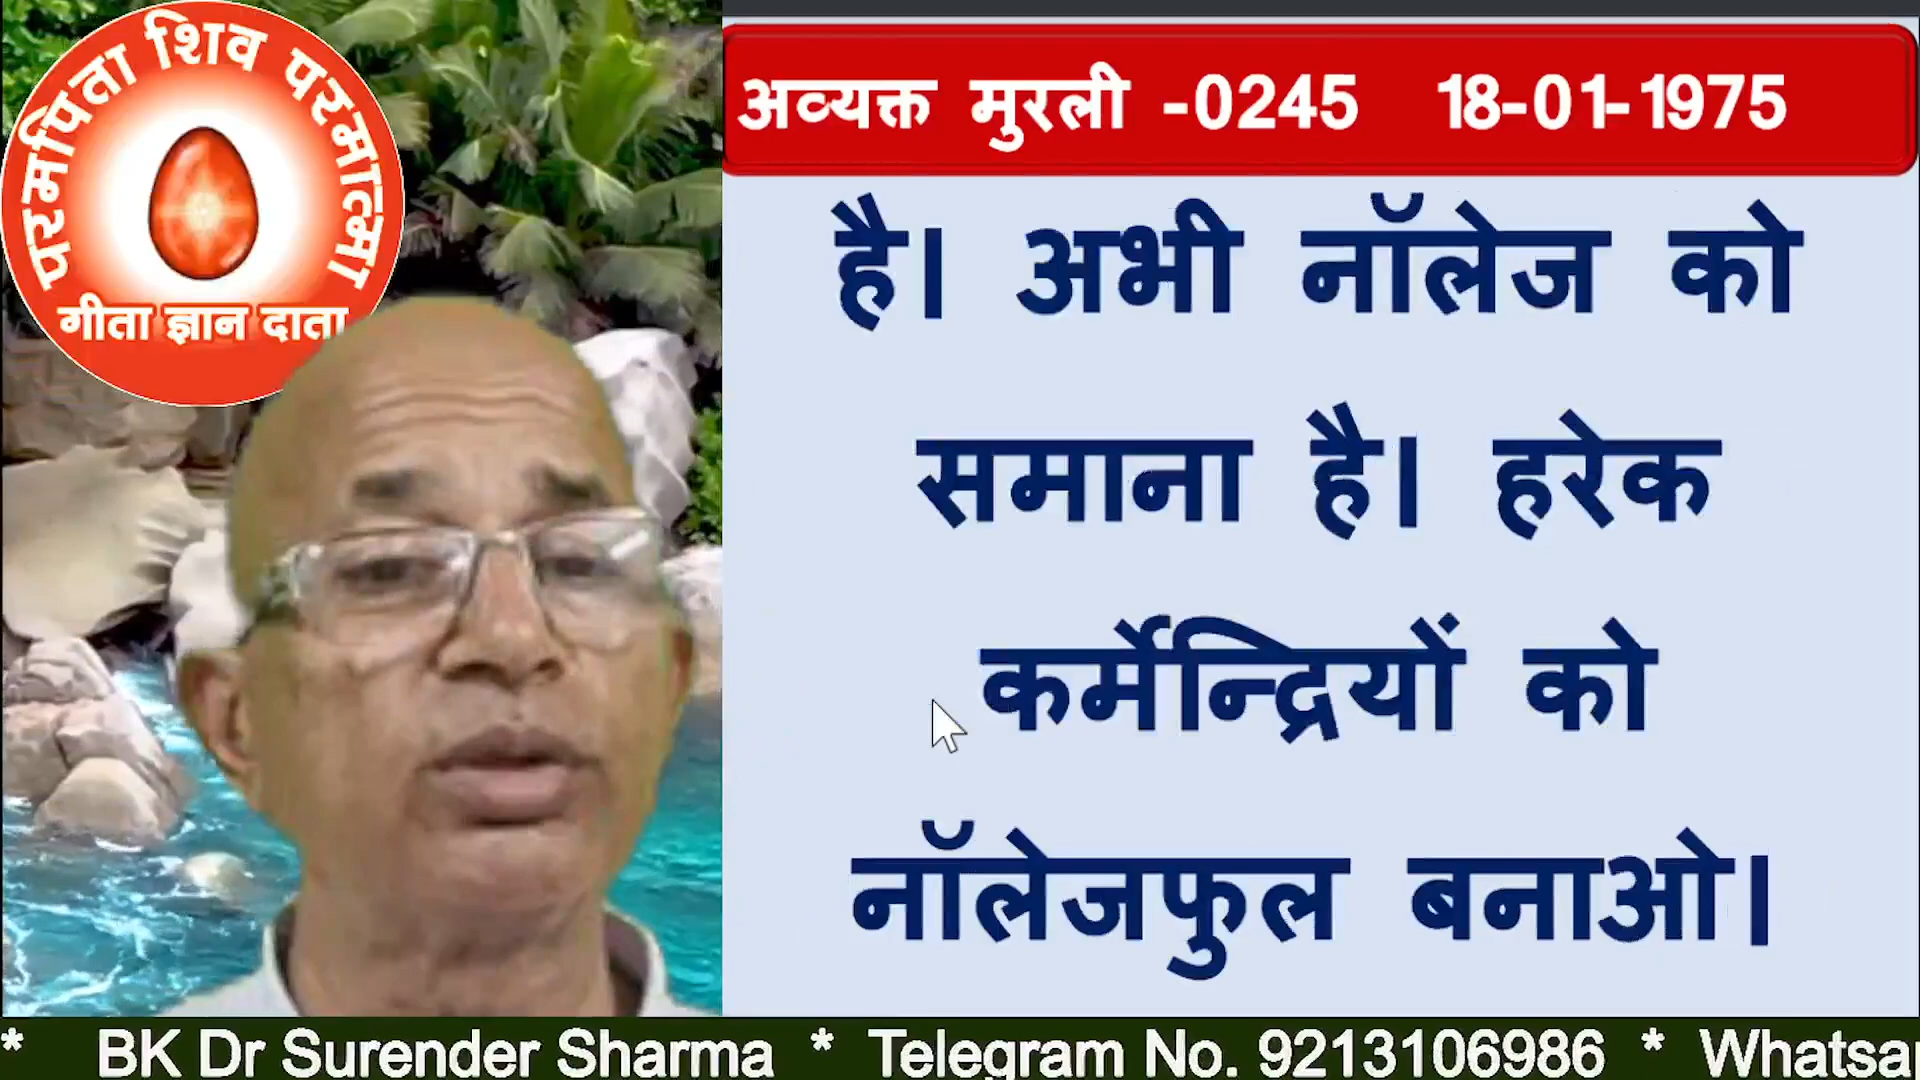 परमपिता शिव परमात्मा
गीता ज्ञान दाता
अव्यक्त मुरली -0245 18-01-1975
है। अभी नॉलेज को
समाना है। हरेक
कर्मेन्द्रियों को
नॉलेजफुल बनाओ।
* BK Dr Surender Sharma * Telegram No. 9213106986 * Whatsa